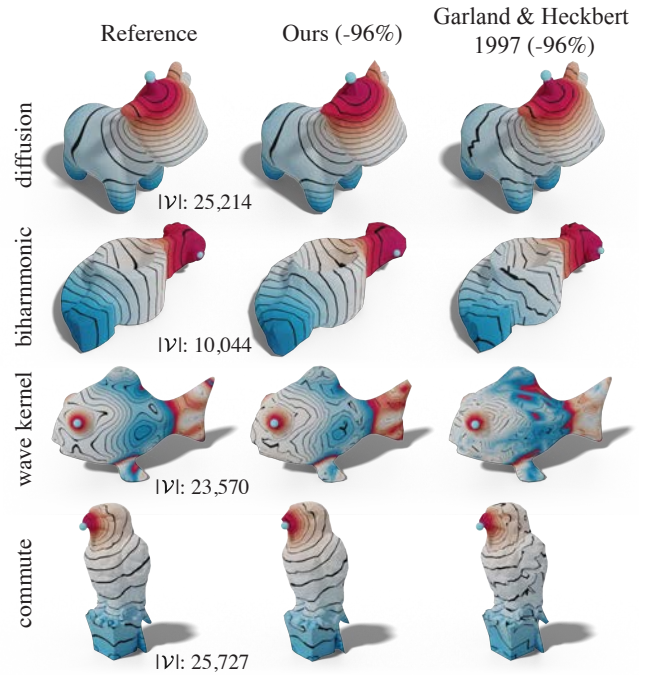 Reference
Ours (-96%)
Garland & Heckbert
1997 (-96%)
diffusion
|𝒱|: 25,214
biharnmonic
|𝒱|: 10,044
wave kernel
|𝒱|: 23,570
commute
|𝒱|: 25,727